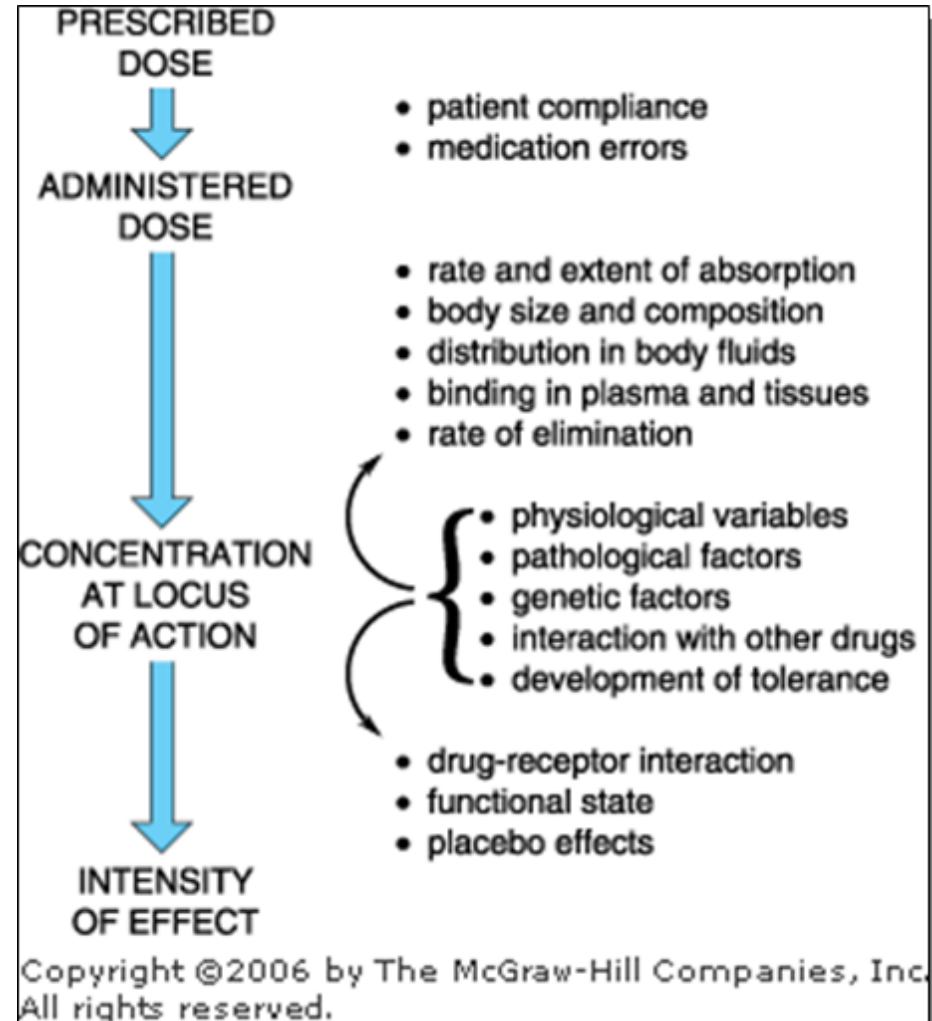 PRESCRIBED
DOSE
• patient compliance
• medication errors
ADMINISTERED
DOSE
• rate and extent of absorption
• body size and composition
• distribution in body fluids
• binding in plasma and tissues
• rate of elimination
• physiological variables
• pathological factors
• genetic factors
• interaction with other drugs
• development of tolerance
CONCENTRATION
AT LOCUS
OF ACTION
• drug-receptor interaction
• functional state
• placebo effects
INTENSITY
OF EFFECT
Copyright ©2006 by The McGraw-Hill Companies, Inc.
All rights reserved.